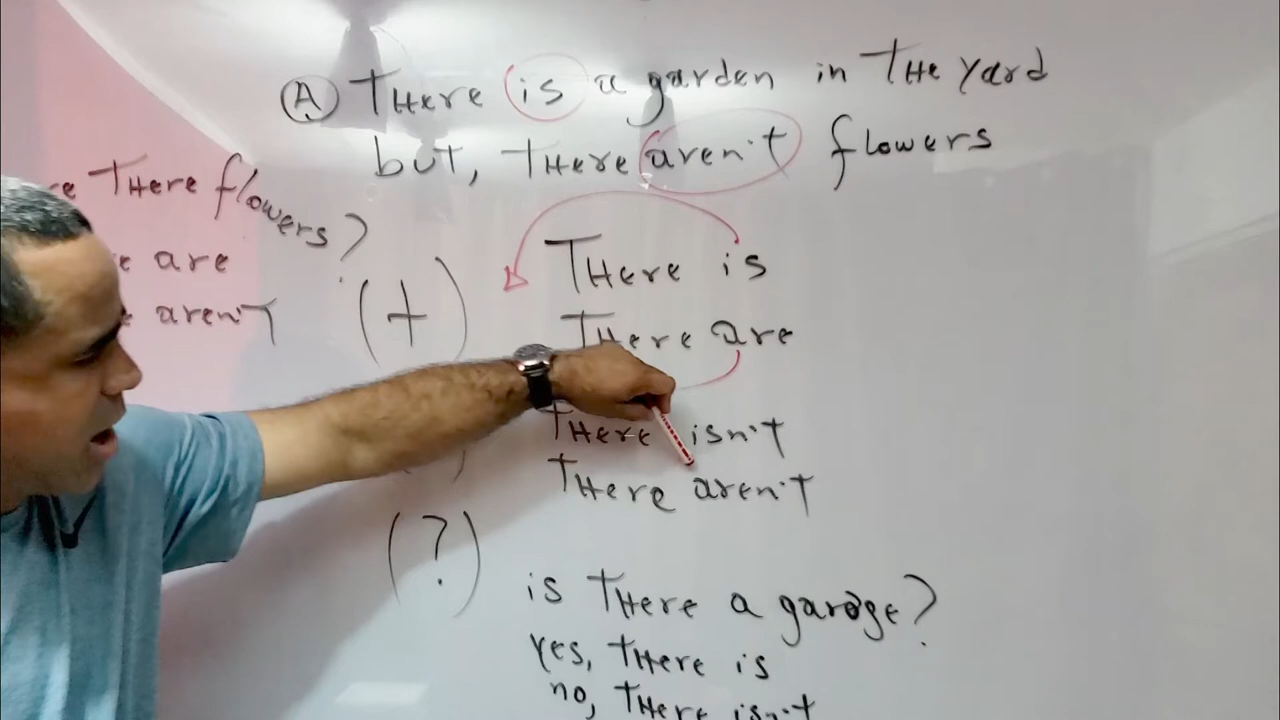 (A) THere is a garden in THe yard
but, THere aren't flowers
THere flowers?
are
aren't
(+)
THere is
THere are
THere isn't
THere aren't
(?)
is THere a garage?
yes, THere is
no, THere isn't